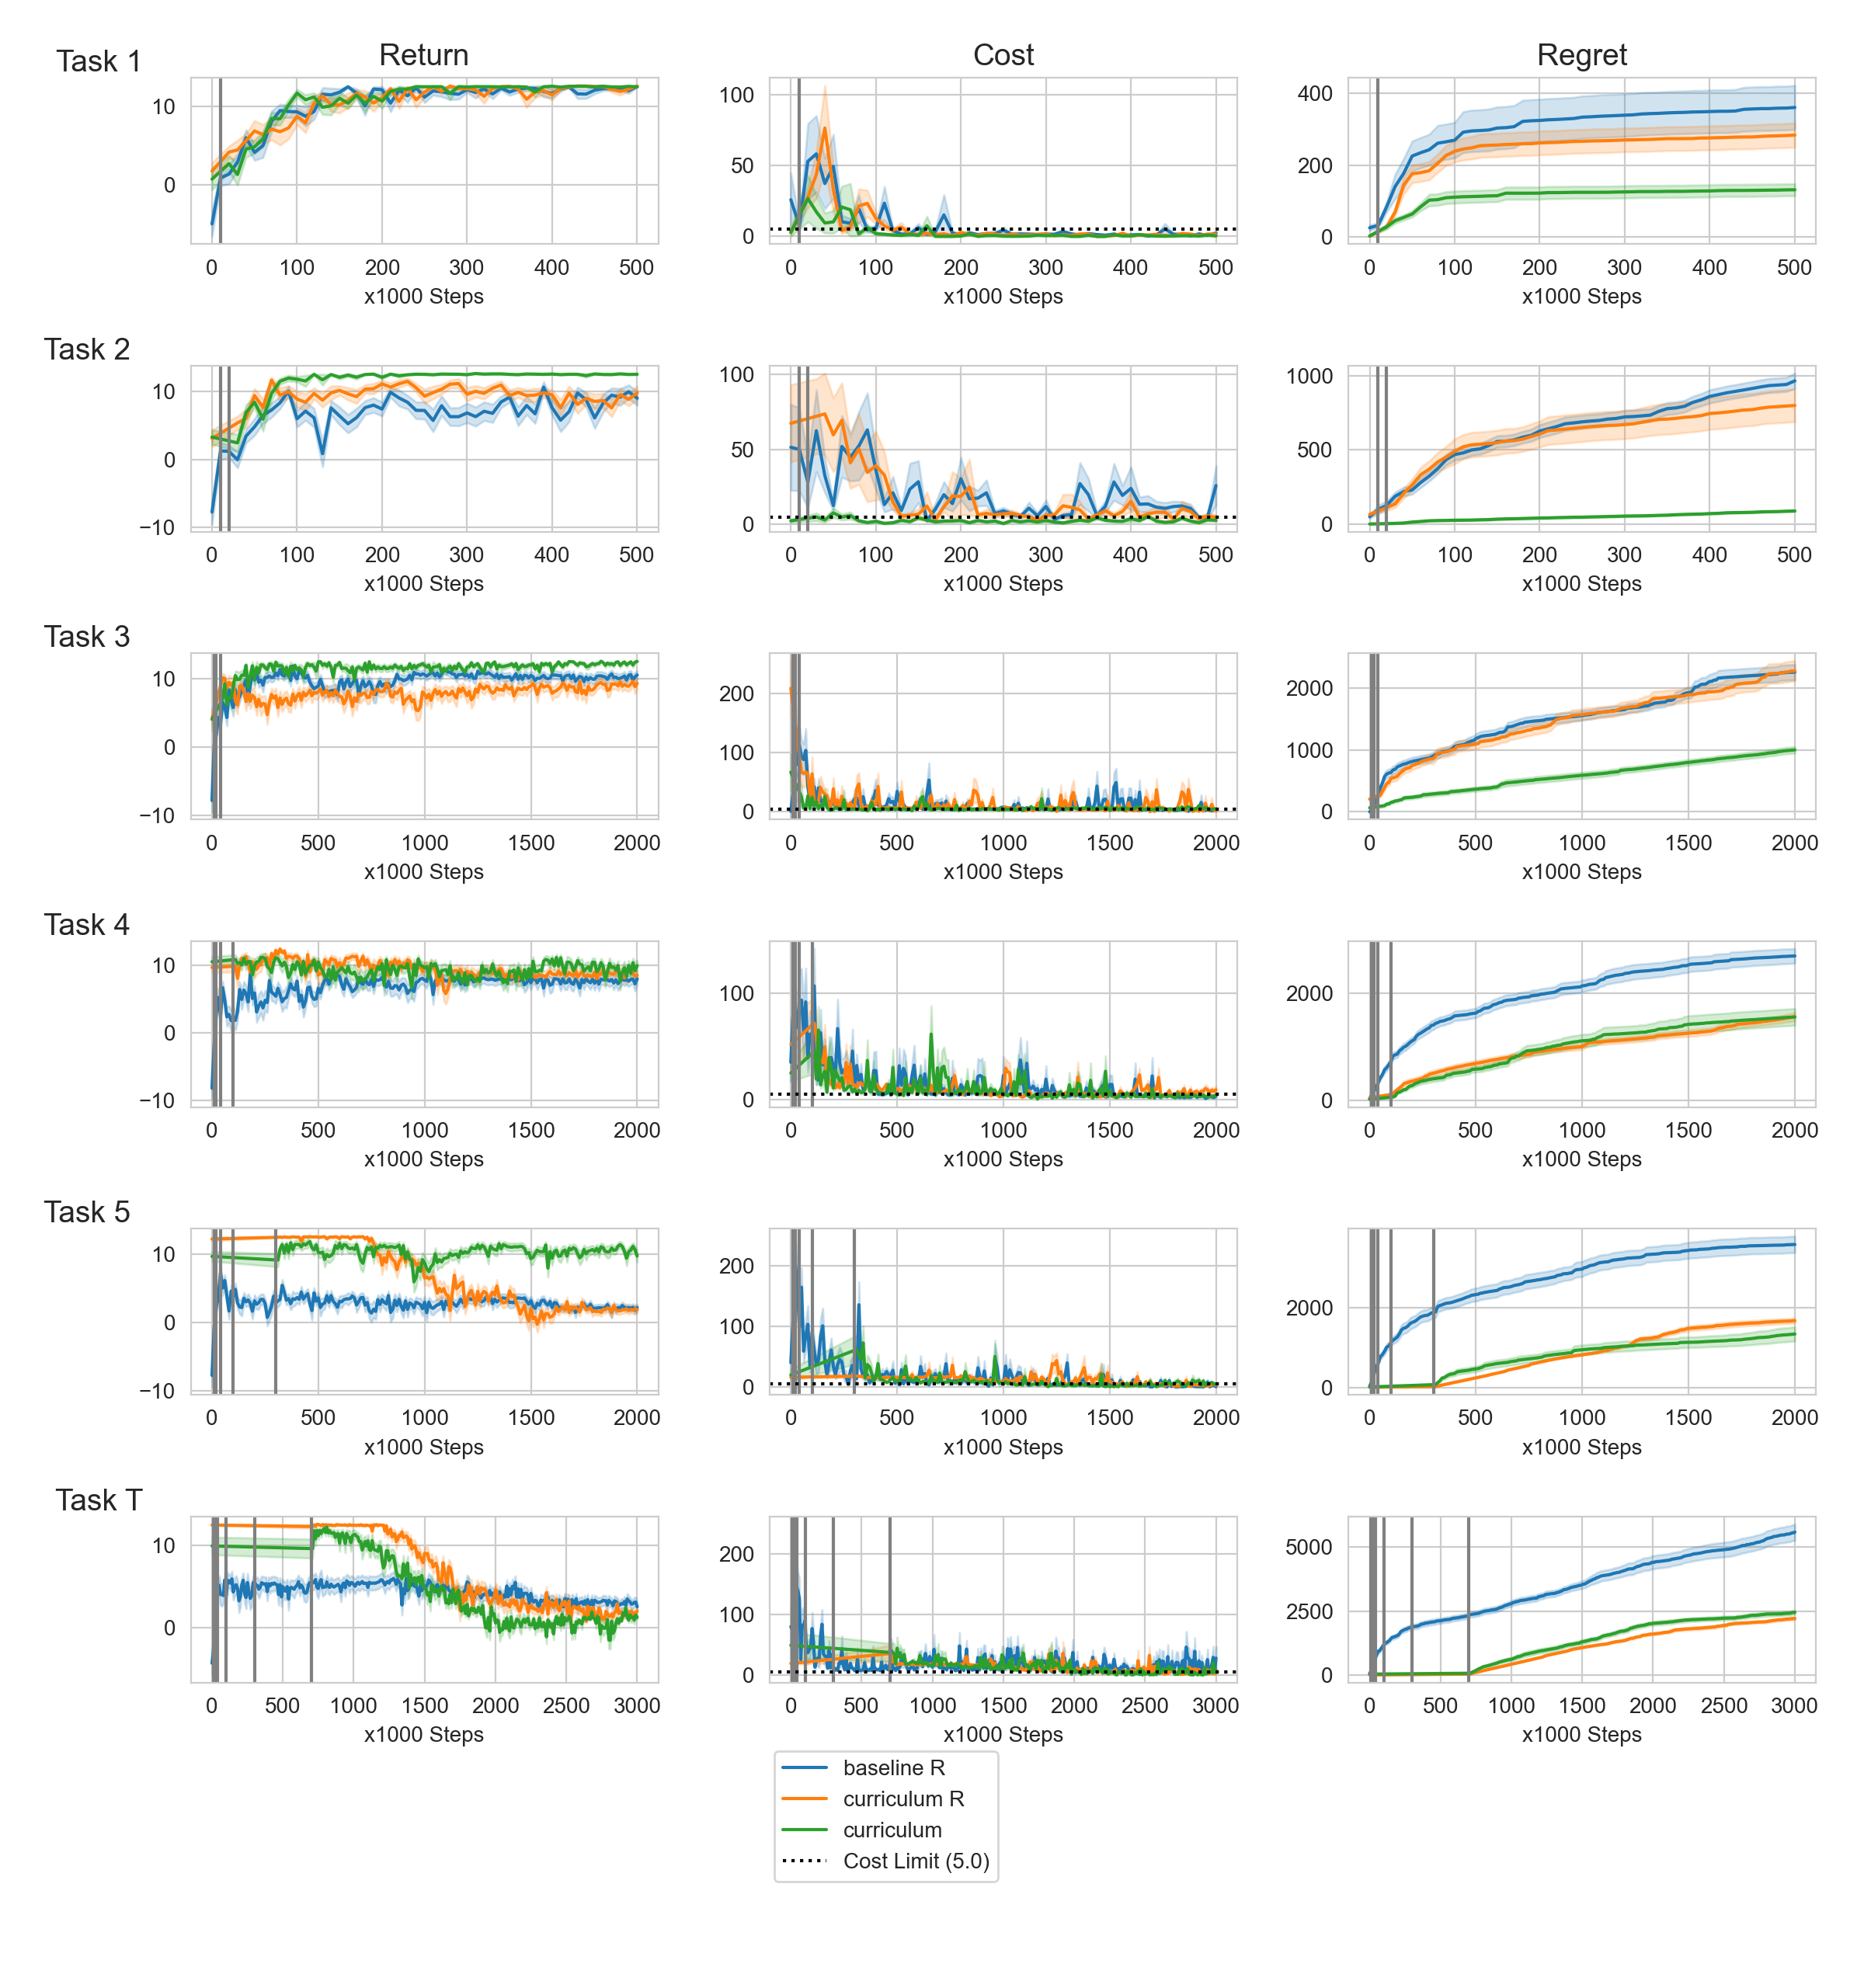 Task 1
Return
Cost
Regret
10
0
0 100 200 300 400 500
x1000 Steps
100
50
0
0 100 200 300 400 500
x1000 Steps
400
200
0
0 100 200 300 400 500
x1000 Steps
Task 2
10
0
−10
0 100 200 300 400 500
x1000 Steps
100
50
0
0 100 200 300 400 500
x1000 Steps
1000
500
0
0 100 200 300 400 500
x1000 Steps
Task 3
10
0
−10
0 500 1000 1500 2000
x1000 Steps
200
100
0
0 500 1000 1500 2000
x1000 Steps
2000
1000
0
0 500 1000 1500 2000
x1000 Steps
Task 4
10
0
−10
0 500 1000 1500 2000
x1000 Steps
100
0
0 500 1000 1500 2000
x1000 Steps
2000
0
0 500 1000 1500 2000
x1000 Steps
Task 5
10
0
−10
0 500 1000 1500 2000
x1000 Steps
200
100
0
0 500 1000 1500 2000
x1000 Steps
2000
0
0 500 1000 1500 2000
x1000 Steps
Task T
10
0
0 500 1000 1500 2000 2500 3000
x1000 Steps
200
100
0
0 500 1000 1500 2000 2500 3000
x1000 Steps
5000
2500
0
0 500 1000 1500 2000 2500 3000
x1000 Steps
baseline R
curriculum R
curriculum
Cost Limit (5.0)